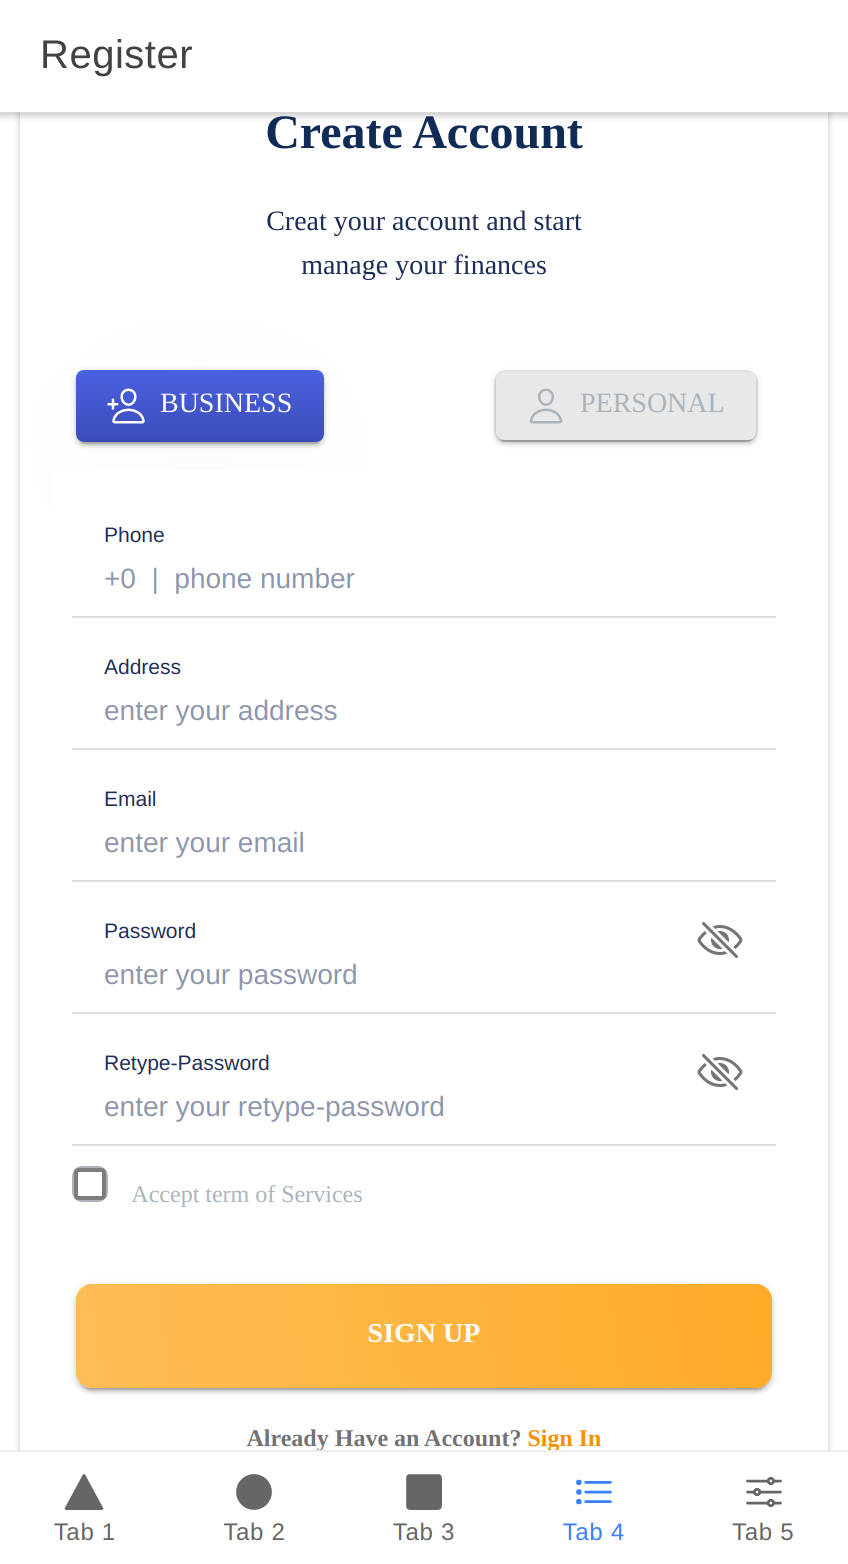 Register
Create Account
Creat your account and start
manage your finances
BUSINESS
PERSONAL
Phone
+0 | phone number
Address
enter your address
Email
enter your email
Password
enter your password
Retype-Password
enter your retype-password
Accept term of Services
SIGN UP
Already Have an Account? Sign In
Tab 1
Tab 2
Tab 3
Tab 4
Tab 5